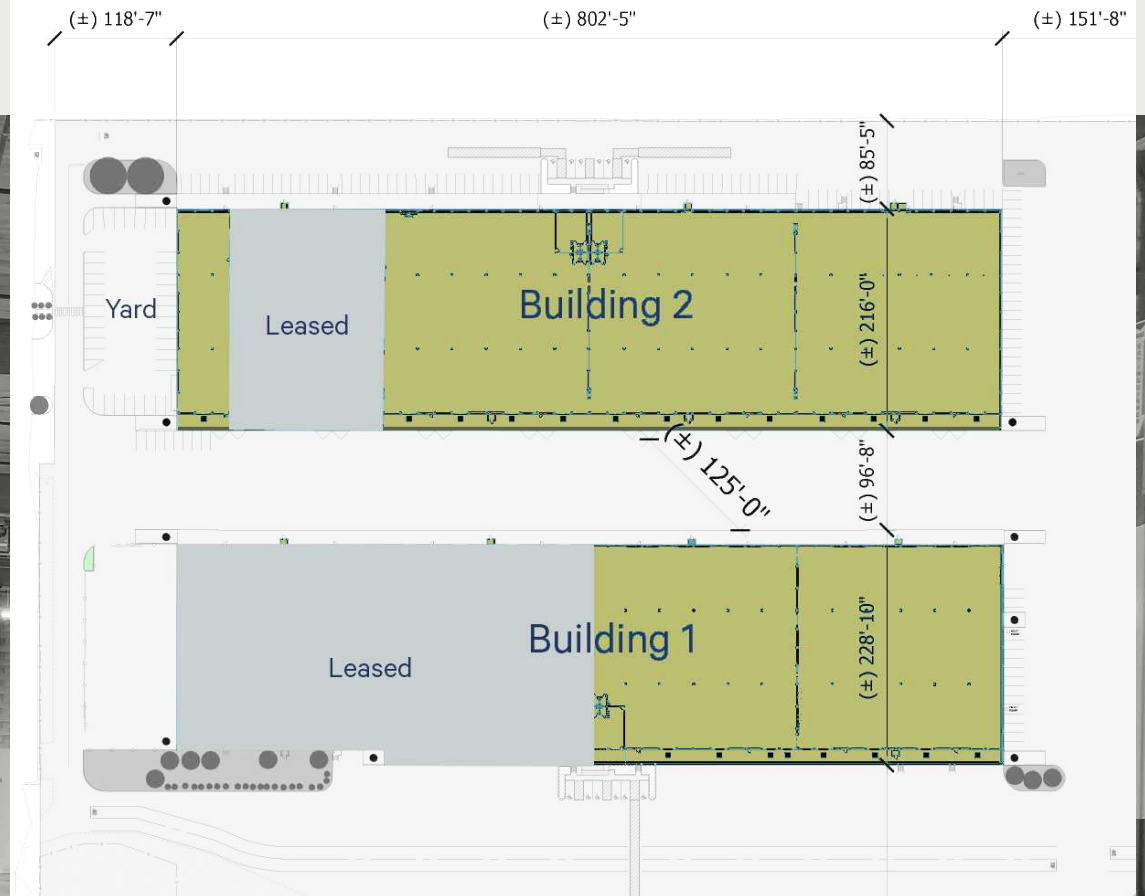 (±) 118'-7"
(±) 802'-5"
(±) 151'-8"
(±) 85'-5"
Yard
Leased
Building 2
(±) 216'-0"
(±) 125'-0"
(±) 96'-8"
Building 1
Leased
(±) 228'-10"